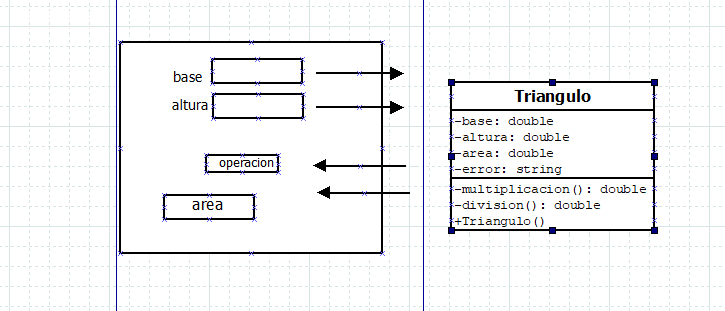 base
altura
operacion
area
Triangulo
-base: double
-altura: double
-area: double
-error: string
-multiplicacion(): double
-division(): double
+Triangulo()